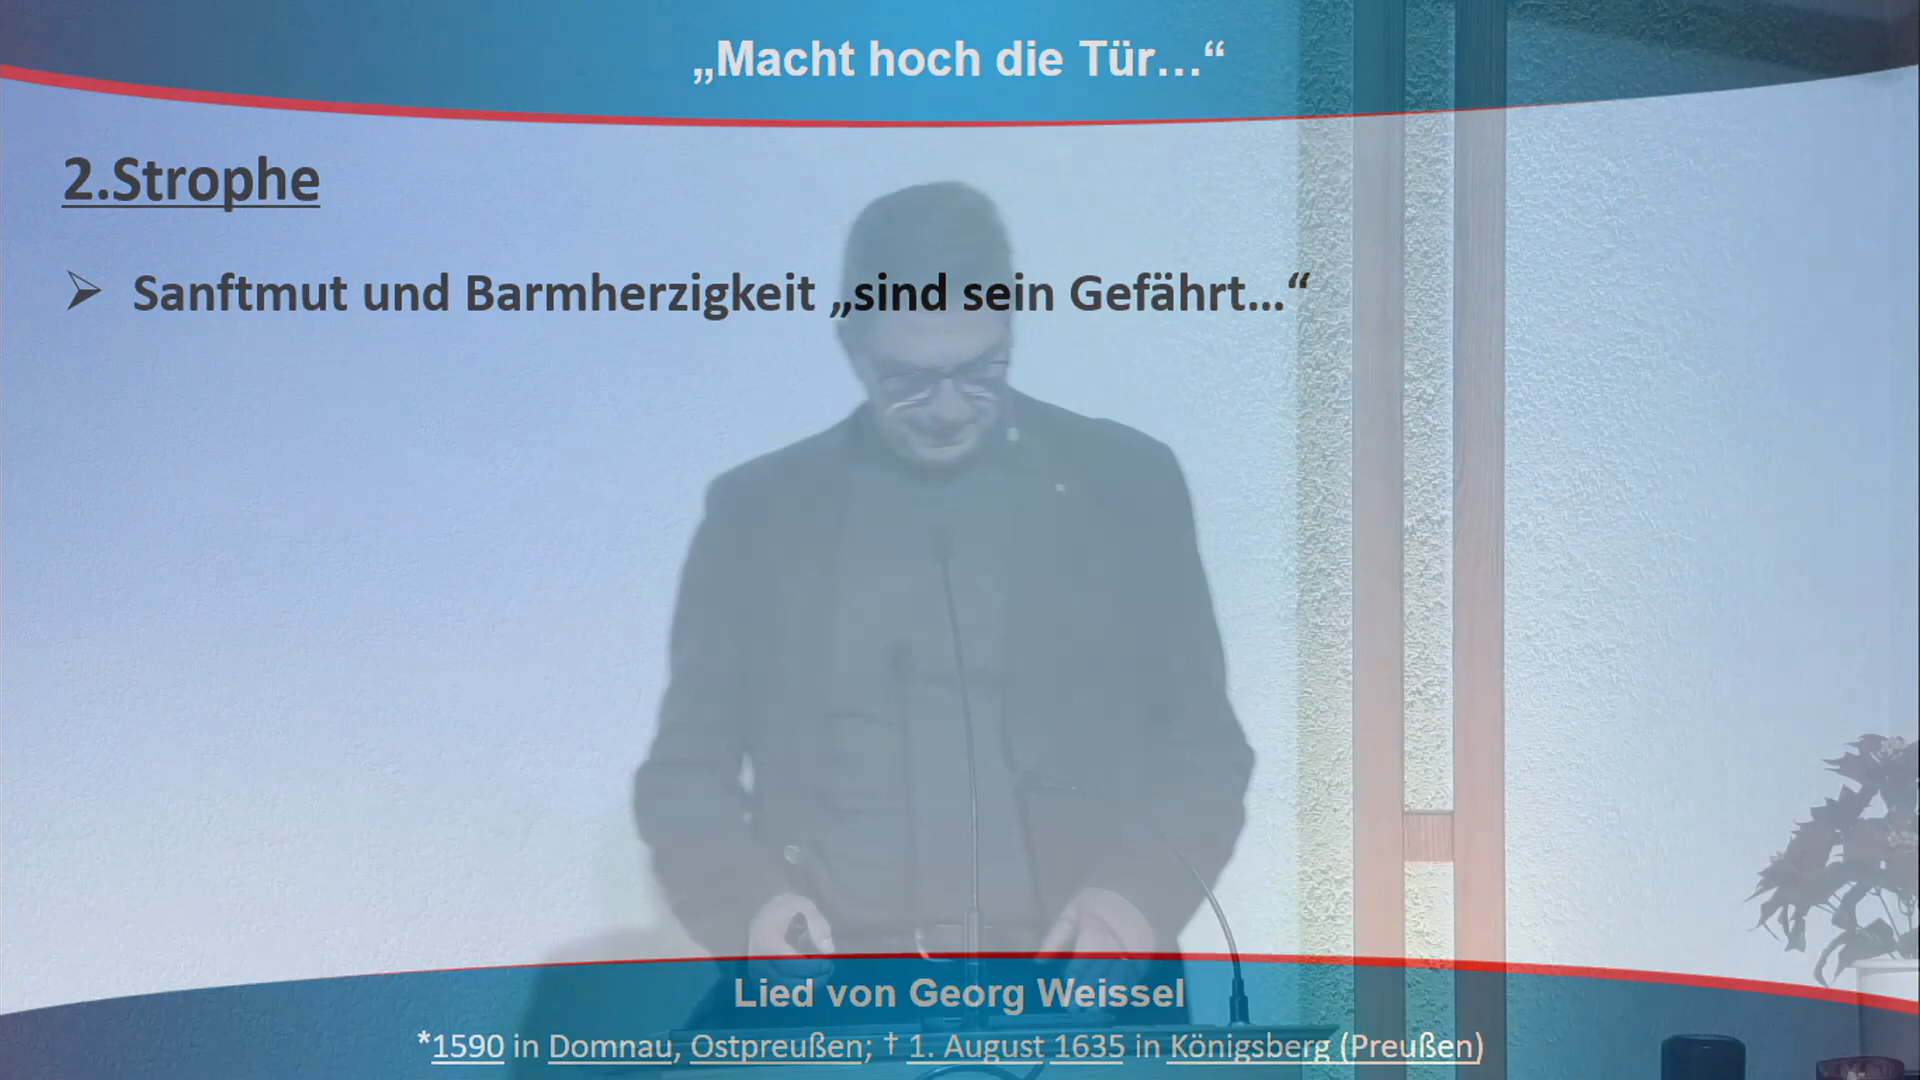 „Macht hoch die Tür…“
2.Strophe
➢ Sanftmut und Barmherzigkeit „sind sein Gefährt…“
Lied von Georg Weissel
*1590 in Domnau, Ostpreußen; † 1. August 1635 in Königsberg (Preußen)